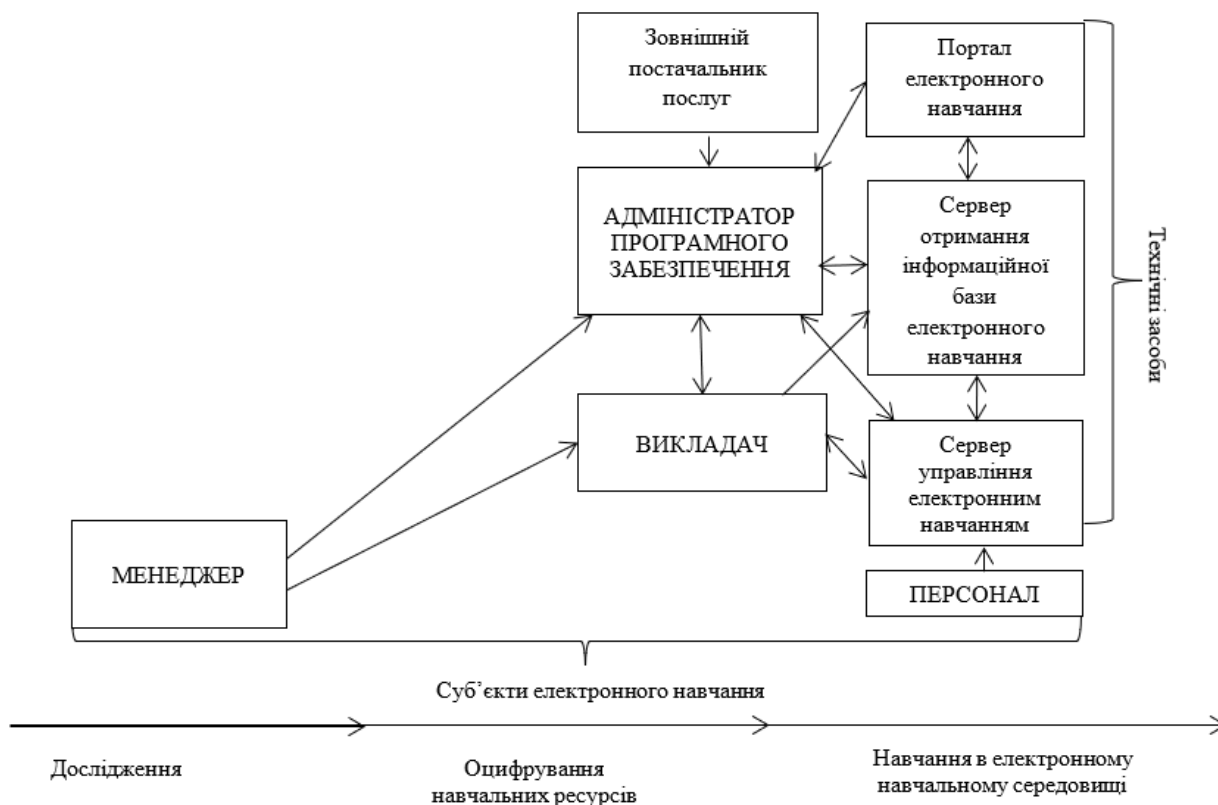 Зовнішній
постачальник
послуг
Портал
електронного
навчання
АДМІНІСТРАТОР
ПРОГРАМНОГО
ЗАБЕЗПЕЧЕННЯ
Сервер
отримання
інформаційної
бази
електронного
навчання
Технічні засоби
ВИКЛАДАЧ
Сервер
управління
електронним
навчанням
МЕНЕДЖЕР
ПЕРСОНАЛ
Суб’єкти електронного навчання
Дослідження
Оцифрування
навчальних ресурсів
Навчання в електронному
навчальному середовищі